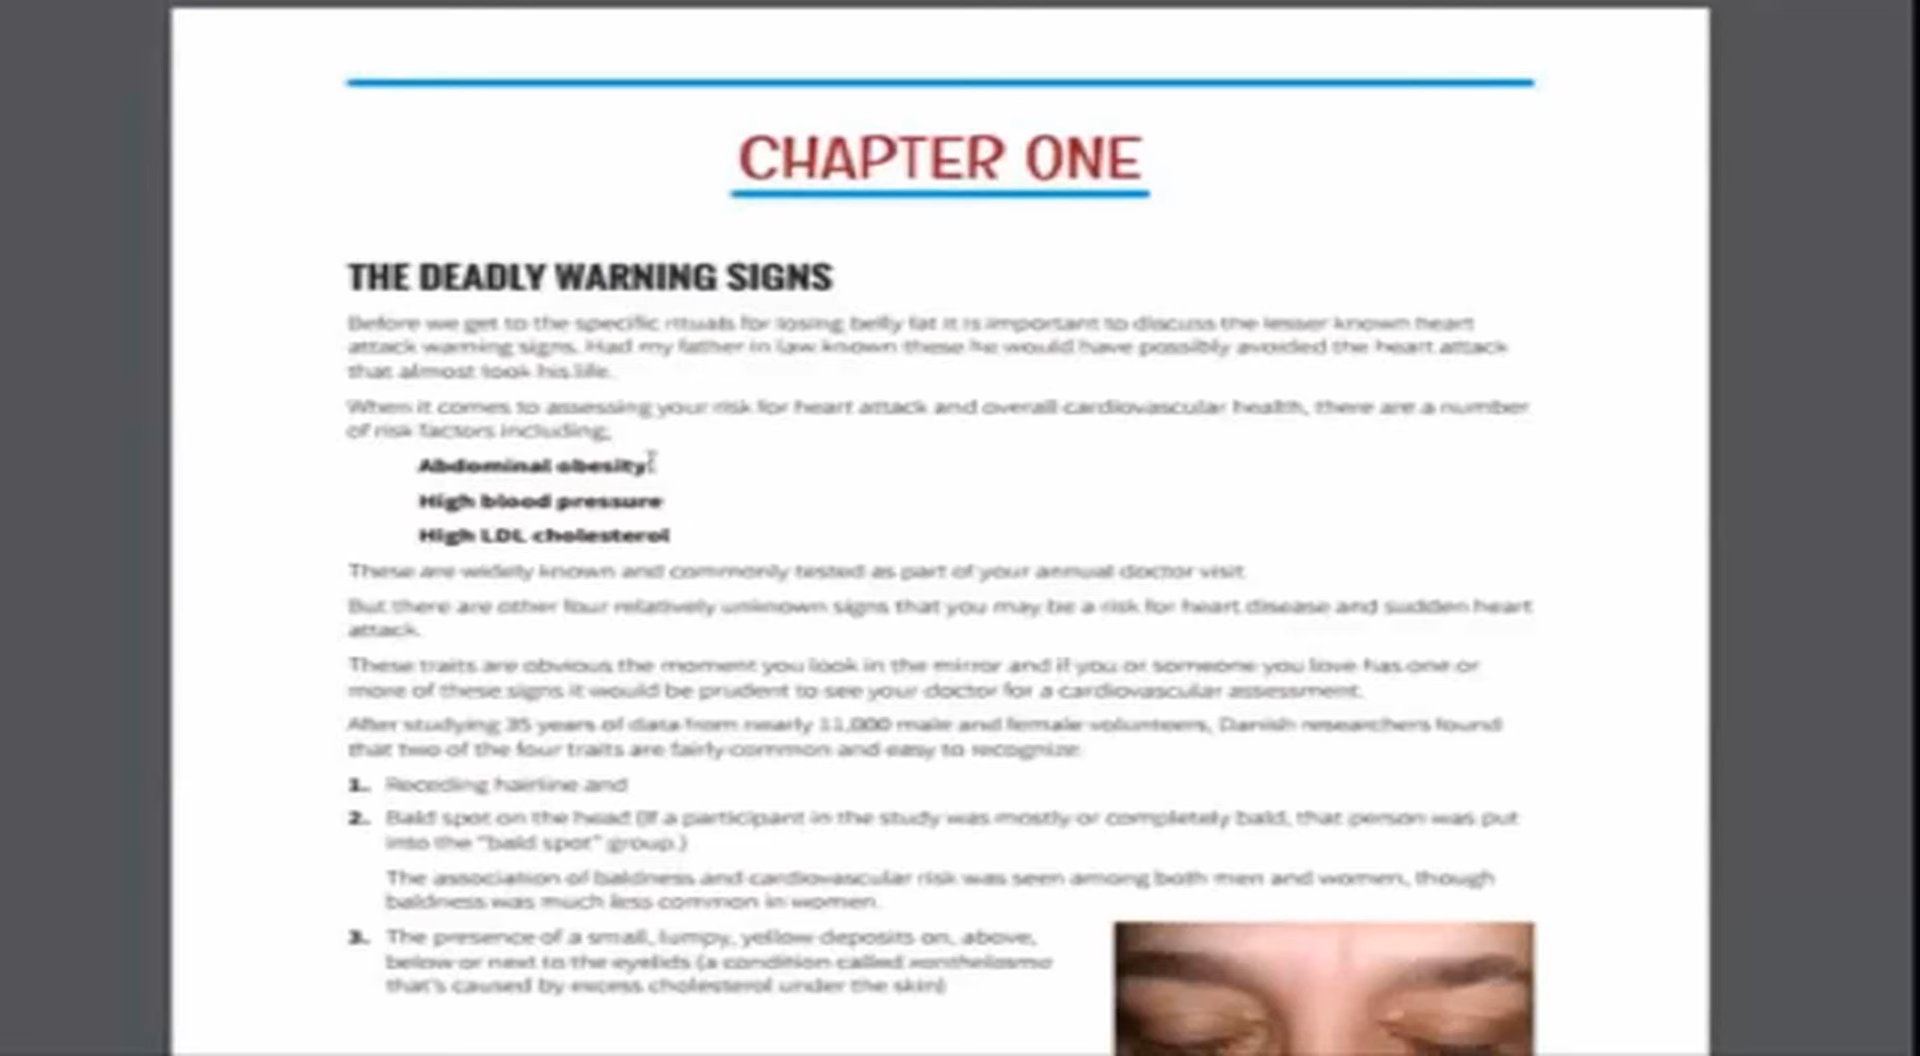 CHAPTER ONE
THE DEADLY WARNING SIGNS
Before we get to the specific rituals for losing belly fat it is important to discuss the lesser known heart
attack warning signs. Had my father in law known these he would have possibly avoided the heart attack
that almost took his life.
When it comes to assessing your risk for heart attack and overall cardiovascular health, there are a number
of risk factors including;
Abdominal obesity
High blood pressure
High LDL cholesterol
These are widely known and commonly tested as part of your annual doctor visit.
But there are other four relatively unknown signs that you may be a risk for heart disease and sudden heart
attack.
These traits are obvious the moment you look in the mirror and if you or someone you love has one or
more of these signs it would be prudent to see your doctor for a cardiovascular assessment.
After studying 35 years of data from nearly 11,000 male and female volunteers, Danish researchers found
that two of the four traits are fairly common and easy to recognize:
1. Receding hairline and
2. Bald spot on the head (If a participant in the study was mostly or completely bald, that person was put
into the "bald spot" group.)
The association of baldness and cardiovascular risk was seen among both men and women, though
baldness was much less common in women.
3. The presence of a small, lumpy, yellow deposits on, above,
below or next to the eyelids (a condition called xanthelasma
that's caused by excess cholesterol under the skin)